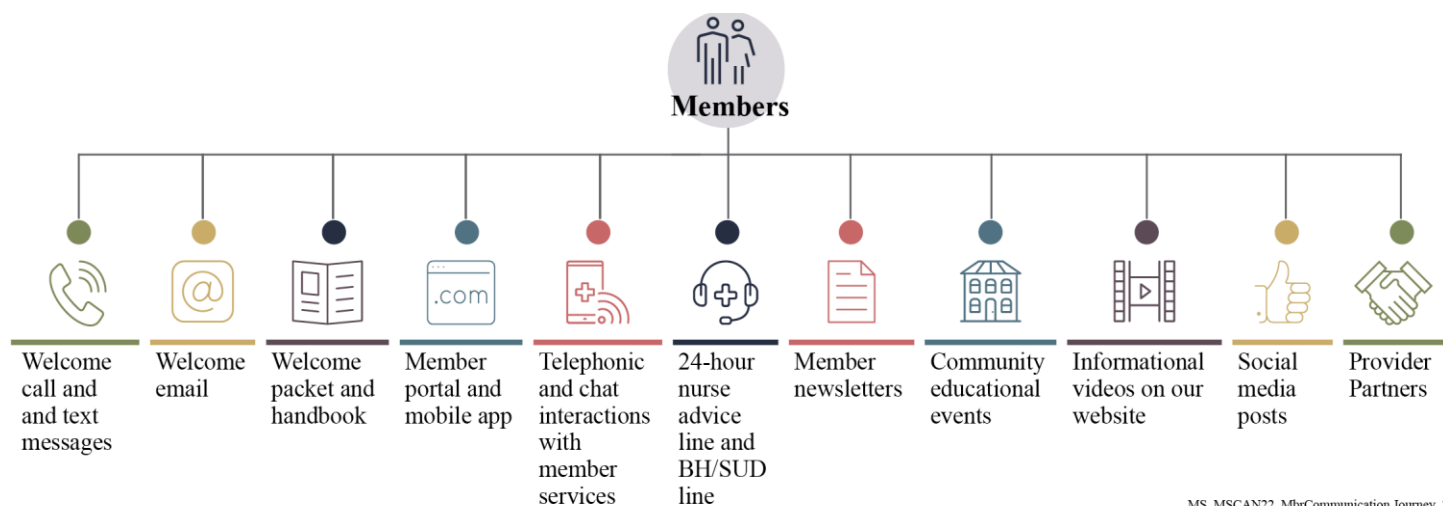 Members
@
.com
Welcome
call and
and text
messages
Welcome
email
Welcome
packet and
handbook
Member
portal and
mobile app
Telephonic
and chat
interactions
with
member
services
24-hour
nurse
advice
line and
BH/SUD
line
Member
newsletters
Community
educational
events
Informational
videos on our
website
Social
media
posts
Provider
Partners
MS_MSCAN22_MbrCommunication Journey_